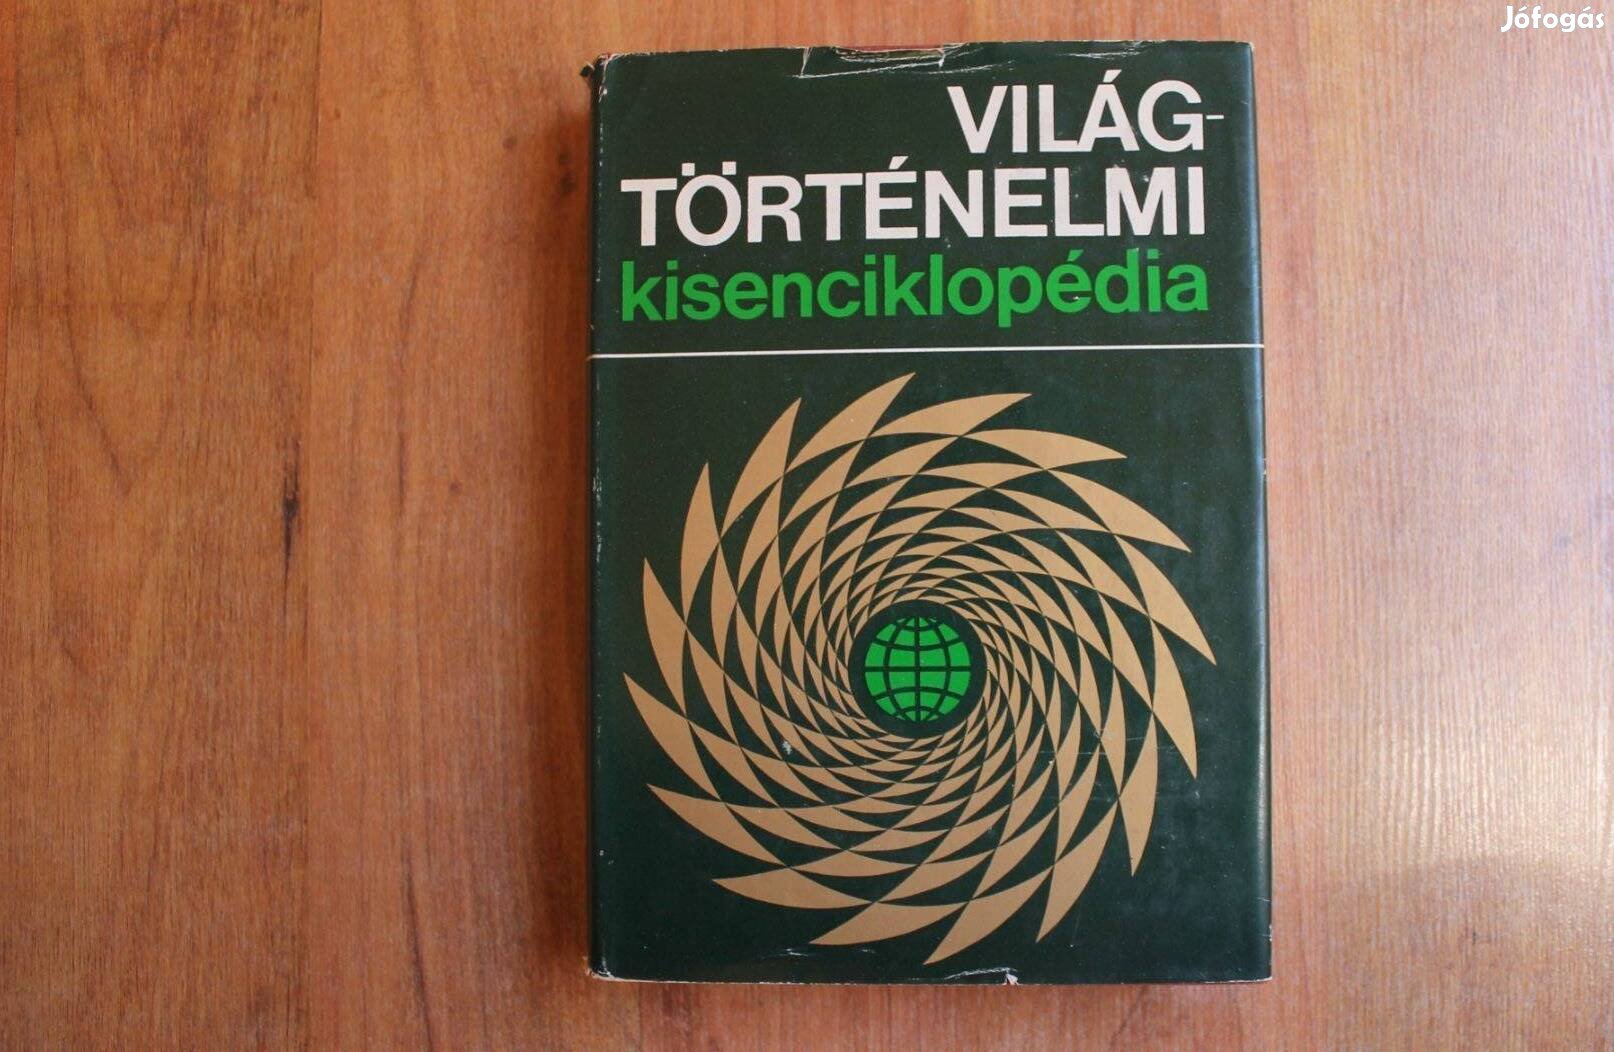 Jófogás
VILÁG-
TÖRTÉNELMI
kisenciklopédia